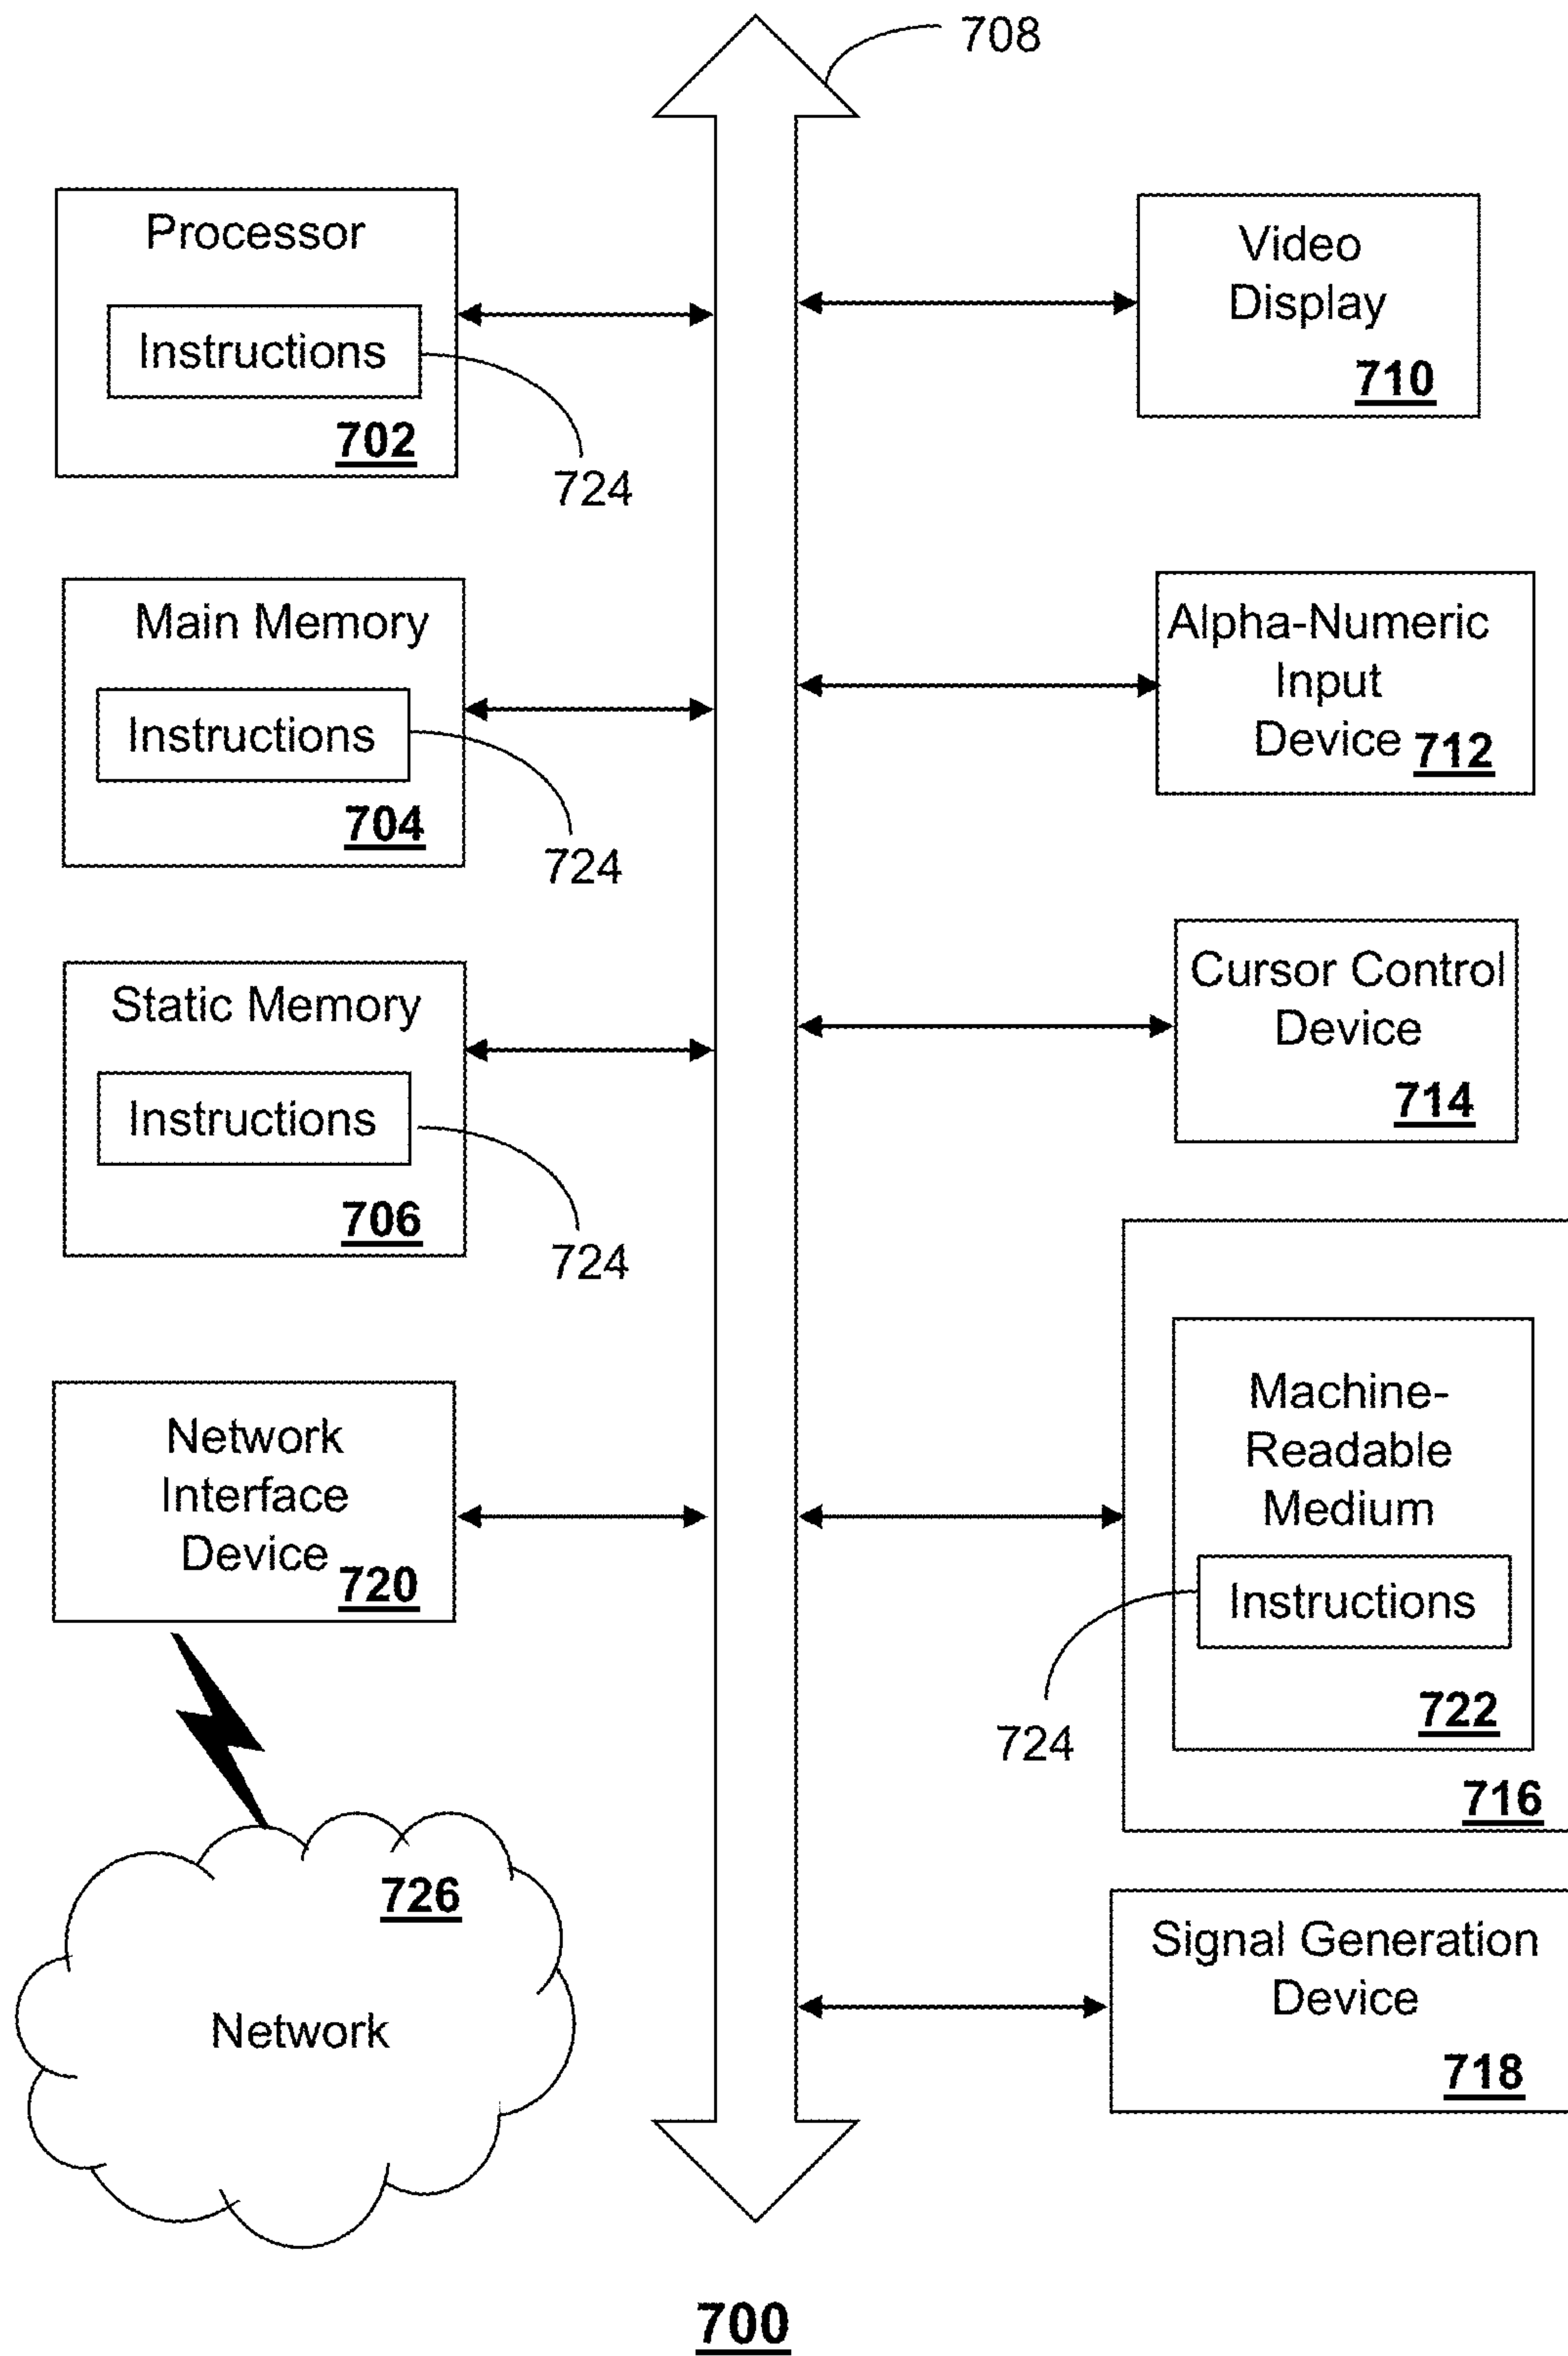 708
Processor
Instructions
702
724
Video
Display
710
Main Memory
Instructions
704
724
Alpha-Numeric
Input
Device 712
Static Memory
Instructions
706
724
Cursor Control
Device
714
Network
Interface
Device 720
Machine-
Readable
Medium
Instructions
724
722
716
726
Network
Signal Generation
Device
718
700